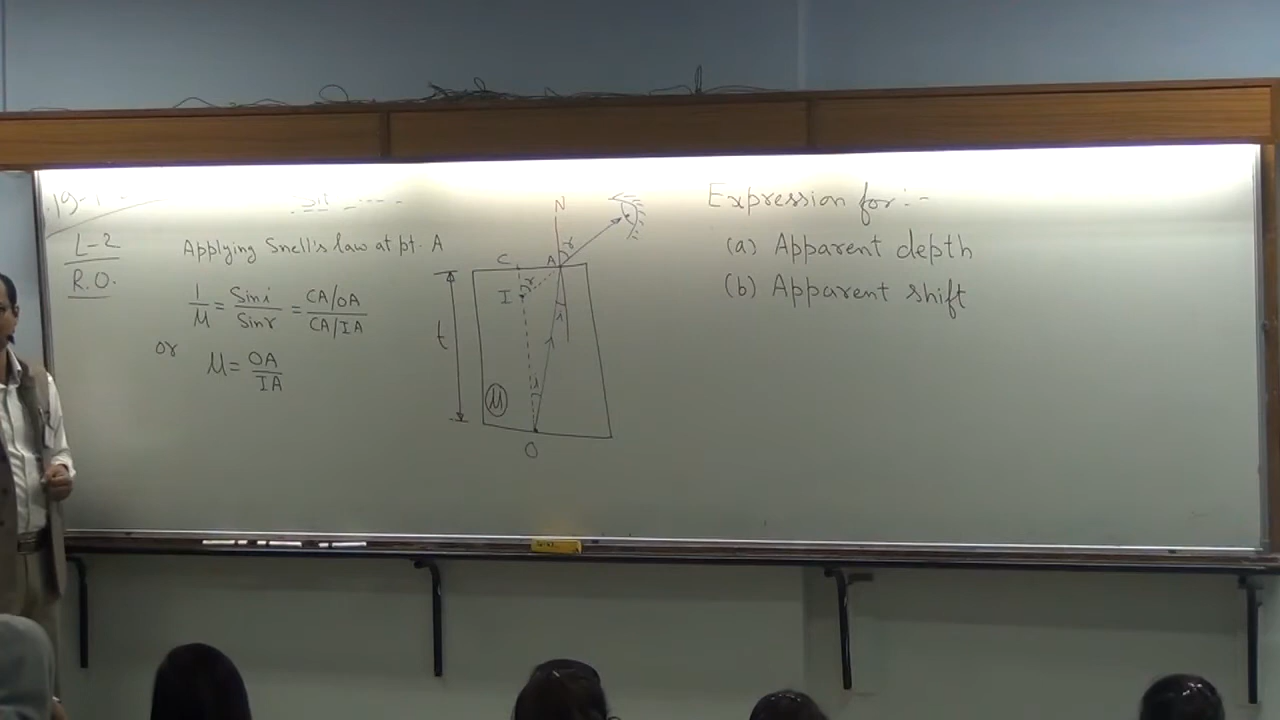 L-2
R.O.
Applying Snell's law at pt. A
1/μ = Sin i/Sin r = CA/OA/CA/IA
or μ = OA/IA
N
r
C A
r
I
i
t
i
μ
O
Expression for :-
(a) Apparent depth
(b) Apparent shift